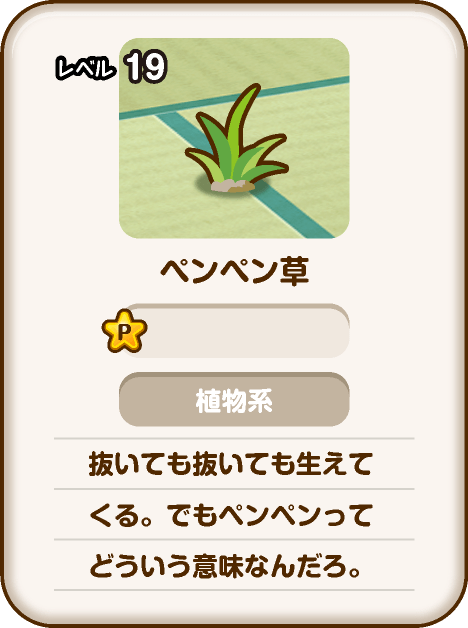 レベル 19
ペンペン草
P
植物系
抜いても抜いても生えて
くる。でもペンペンって
どういう意味なんだろ。